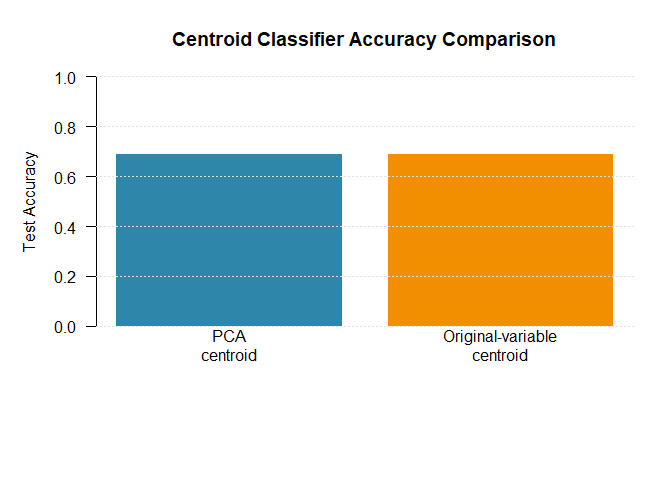 Centroid Classifier Accuracy Comparison
Test Accuracy
1.0
0.8
0.6
0.4
0.2
0.0
PCA
centroid
Original-variable
centroid